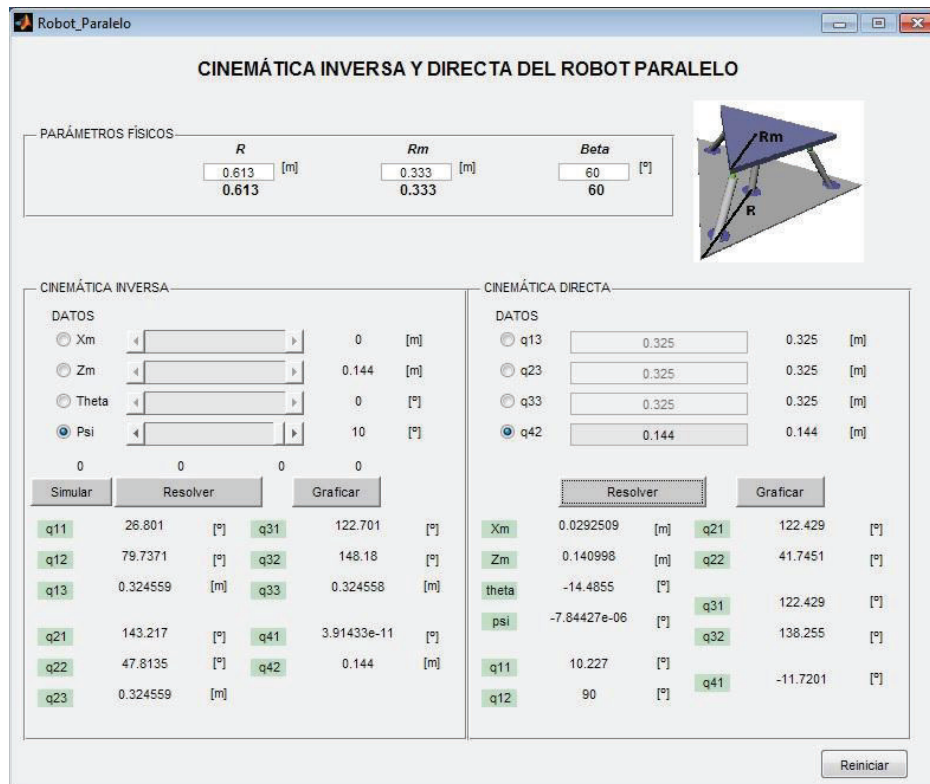 Robot_Paralelo
CINEMÁTICA INVERSA Y DIRECTA DEL ROBOT PARALELO
PARÁMETROS FÍSICOS
R Rm Beta
0.613 [m] 0.333 [m] 60 [º]
0.613 0.333 60
Rm
R
CINEMÁTICA INVERSA
DATOS
Xm 0 [m]
Zm 0.144 [m]
Theta 0 [º]
Psi 10 [º]
0 0 0 0
Simular Resolver Graficar
q11 26.801 [º] q31 122.701 [º]
q12 79.7371 [º] q32 148.18 [º]
q13 0.324559 [m] q33 0.324558 [m]
q21 143.217 [º] q41 3.91433e-11 [º]
q22 47.8135 [º] q42 0.144 [m]
q23 0.324559 [m]
CINEMÁTICA DIRECTA
DATOS
q13 0.325 0.325 [m]
q23 0.325 0.325 [m]
q33 0.325 0.325 [m]
q42 0.144 0.144 [m]
Resolver Graficar
Xm 0.0292509 [m] q21 122.429 [º]
Zm 0.140998 [m] q22 41.7451 [º]
theta -14.4855 [º]
q31 122.429 [º]
psi -7.84427e-06 [º]
q32 138.255 [º]
q11 10.227 [º]
q41 -11.7201 [º]
q12 90 [º]
Reiniciar